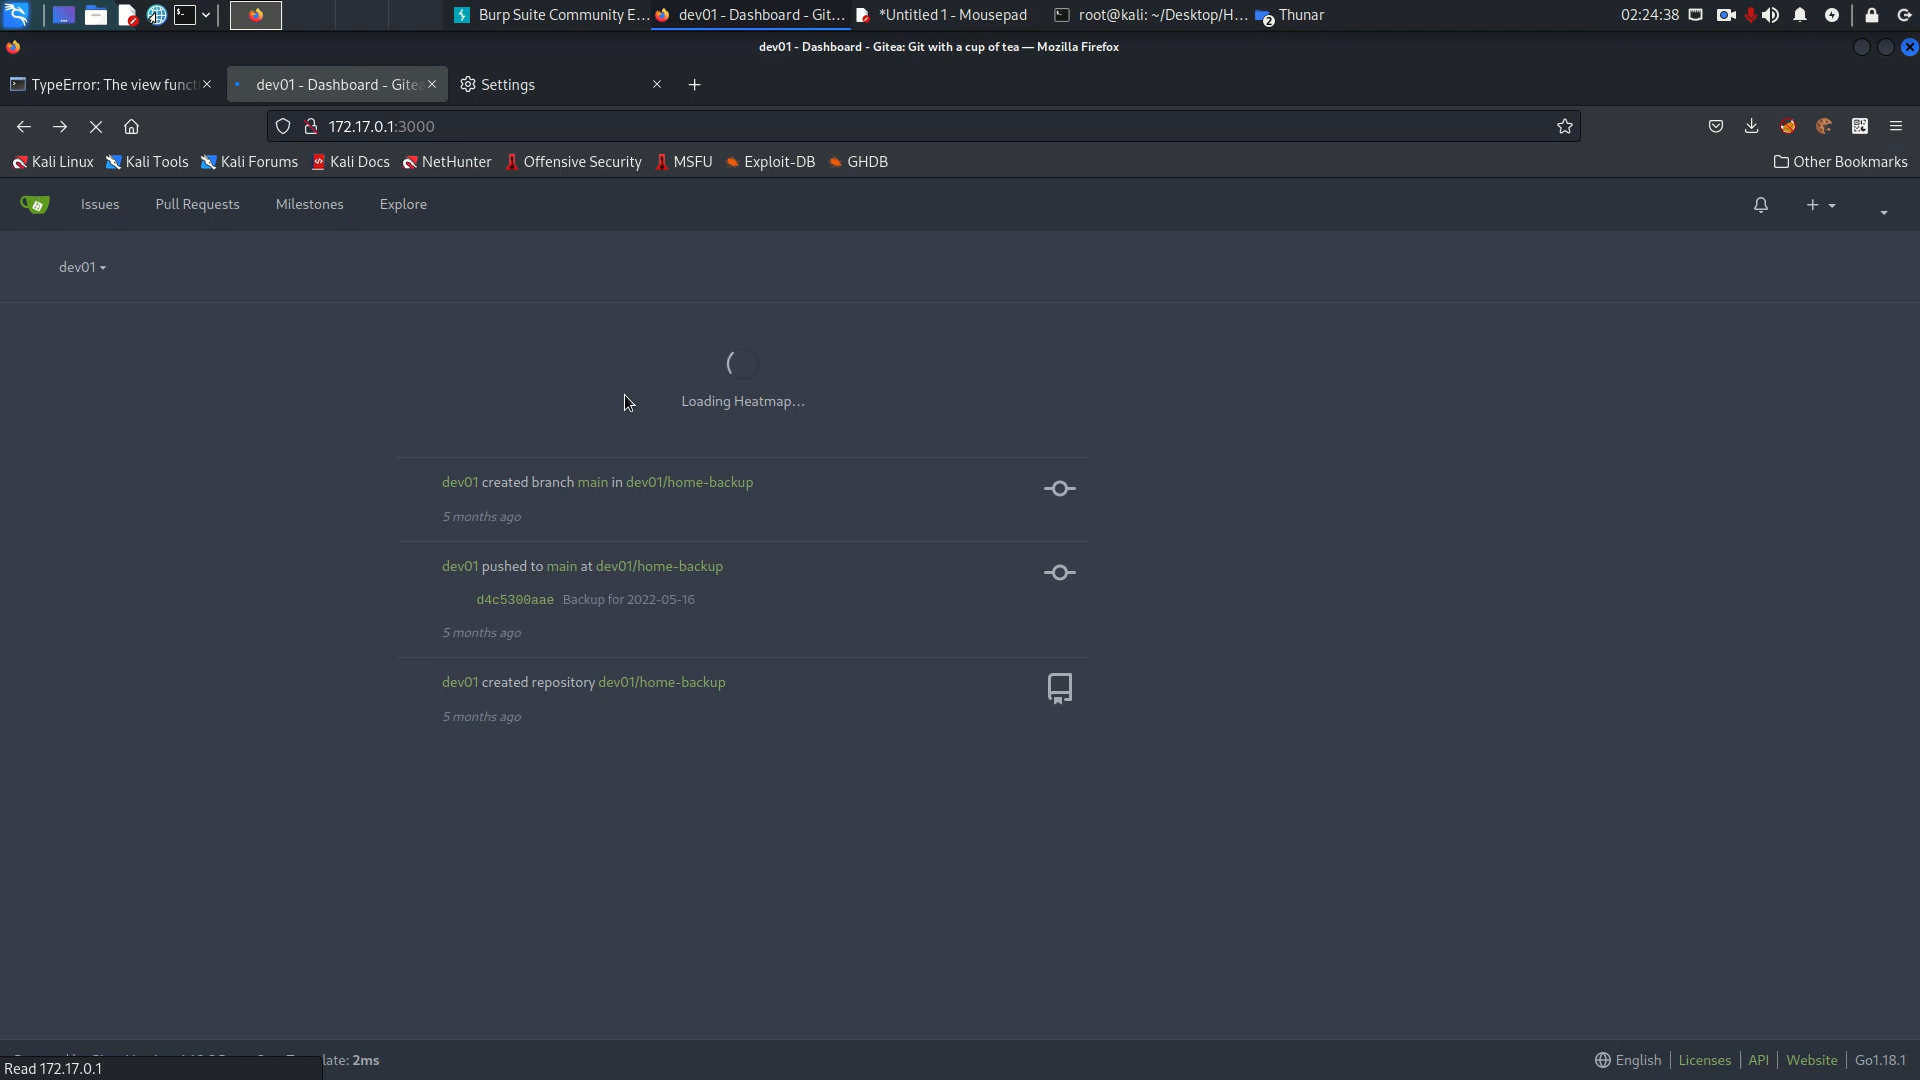 Burp Suite Community E...
dev01 - Dashboard - Git...
*Untitled 1 - Mousepad
root@kali: ~/Desktop/H...
2
Thunar
02:24:38
dev01 - Dashboard - Gitea: Git with a cup of tea — Mozilla Firefox
TypeError: The view funct
dev01 - Dashboard - Gitea
Settings
172.17.0.1:3000
Kali Linux
Kali Tools
Kali Forums
Kali Docs
NetHunter
Offensive Security
MSFU
Exploit-DB
GHDB
Other Bookmarks
Issues
Pull Requests
Milestones
Explore
dev01
Loading Heatmap...
dev01 created branch main in dev01/home-backup
5 months ago
dev01 pushed to main at dev01/home-backup
d4c5300aae Backup for 2022-05-16
5 months ago
dev01 created repository dev01/home-backup
5 months ago
late: 2ms
English
Licenses
API
Website
Go1.18.1
Read 172.17.0.1